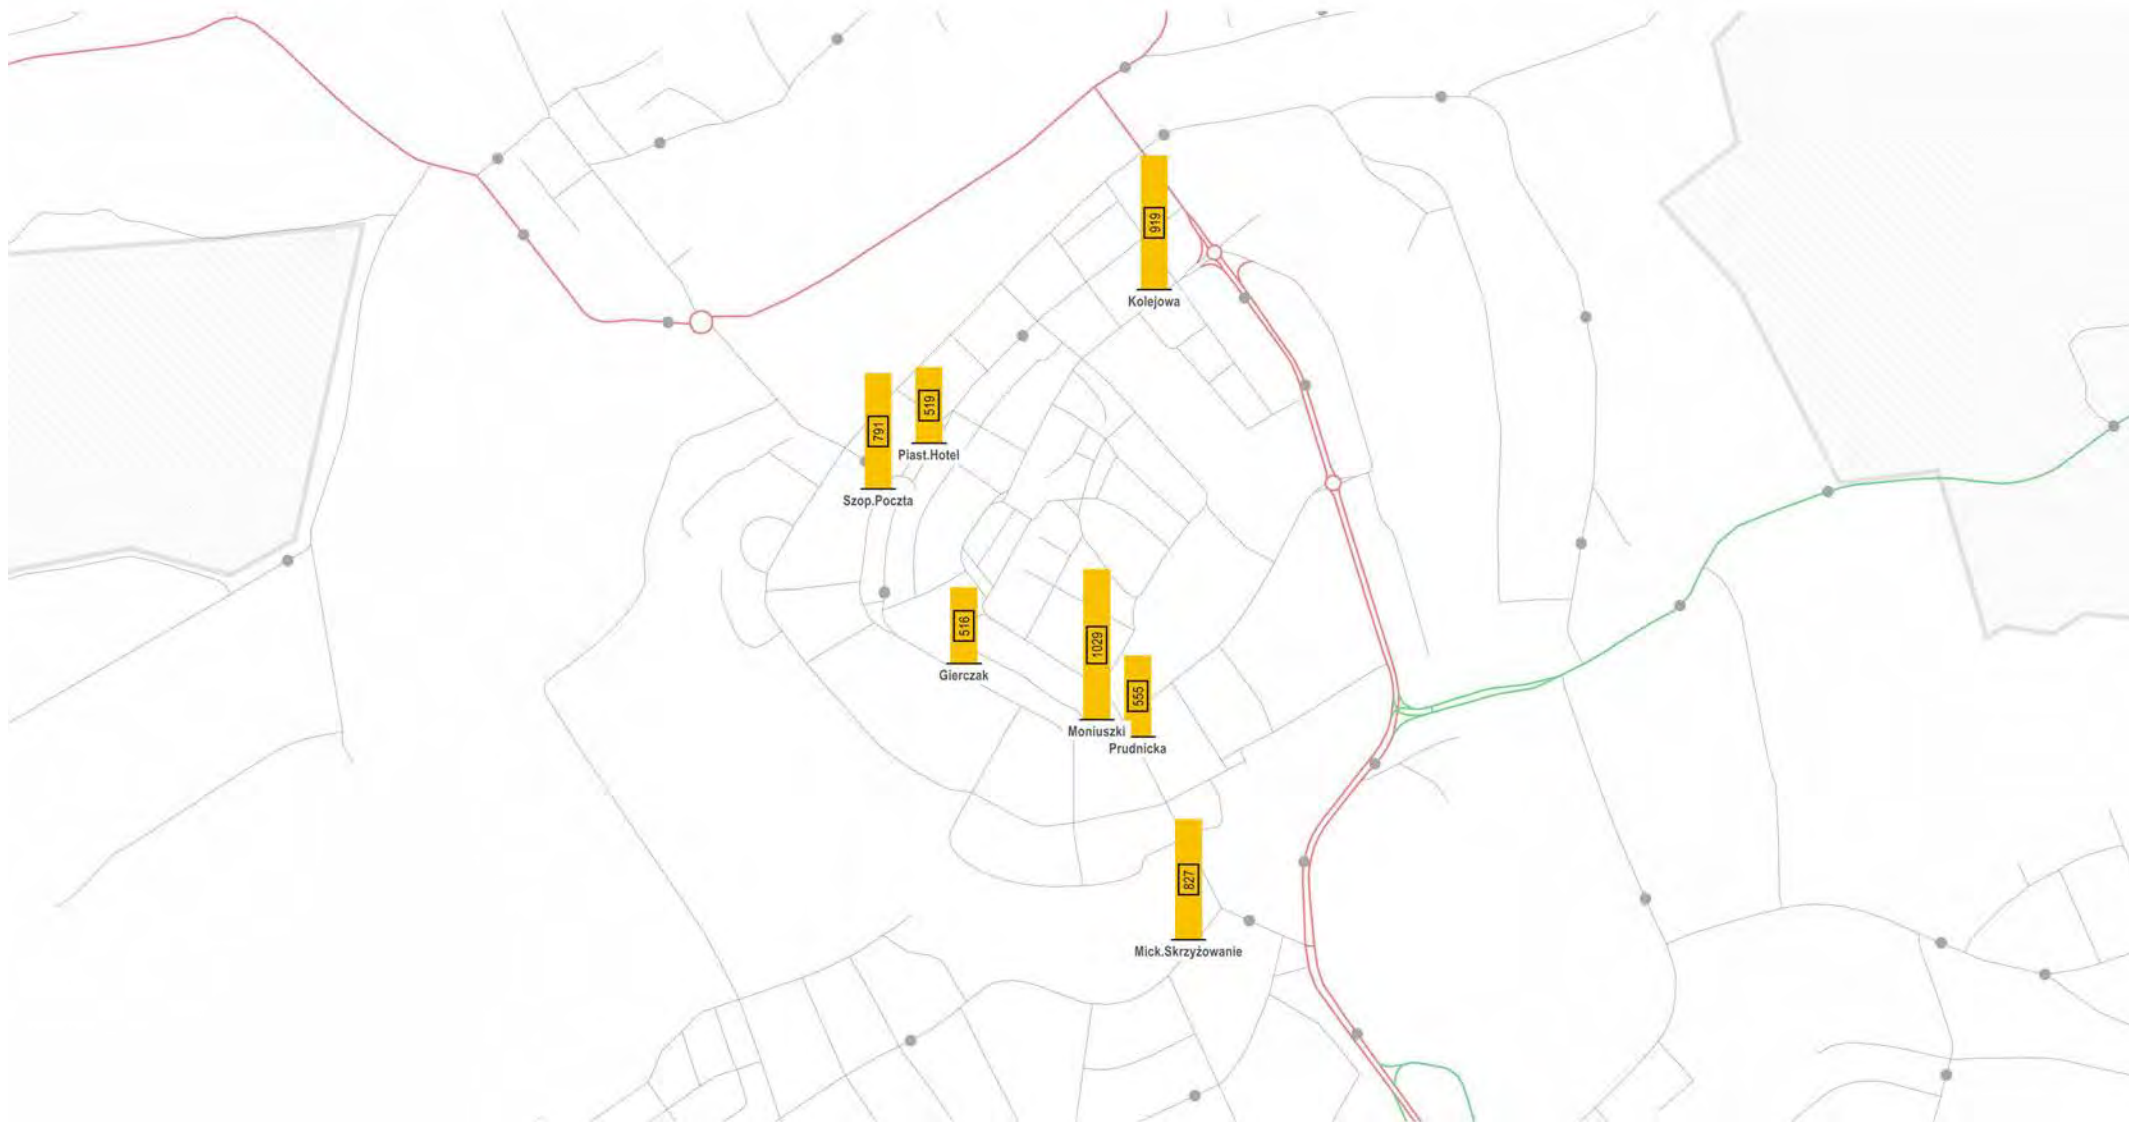 919
Kolejowa
519
Piast.Hotel
791
Szop.Poczta
516
Gierczak
1029
Moniuszki
555
Prudnicka
827
Mick.Skrzyżowanie